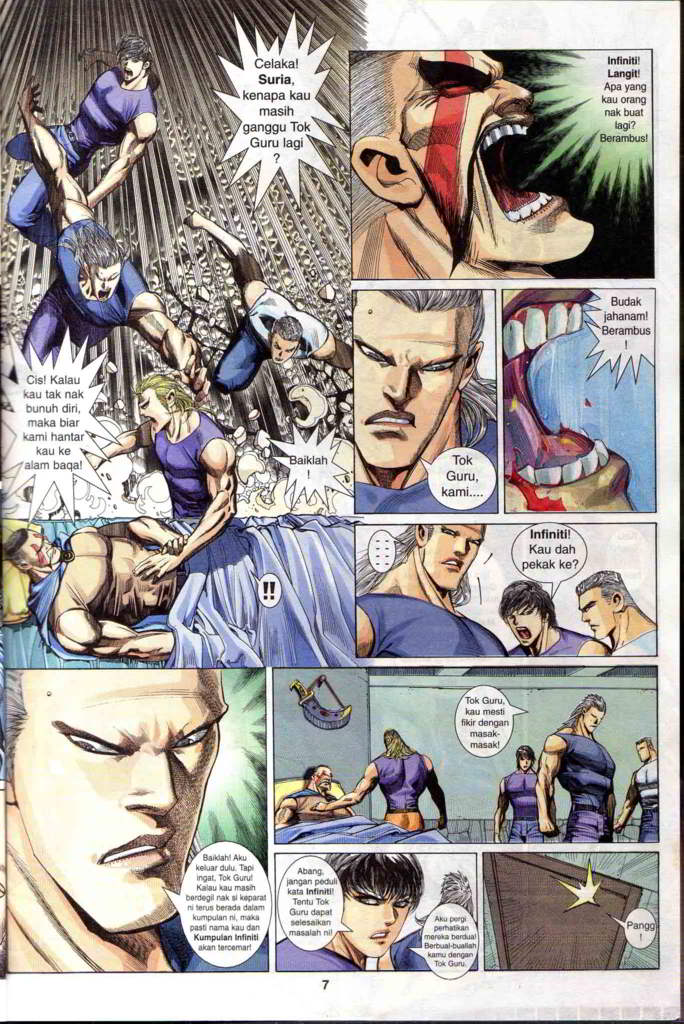 Celaka!
Suria,
kenapa kau
masih
ganggu Tok
Guru lagi
?
Infiniti!
Langit!
Apa yang
kau orang
nak buat
lagi?
Berambus!
Cis! Kalau
kau tak nak
bunuh diri,
maka biar
kami hantar
kau ke
alam baqa!
Baiklah
!
!!
Tok
Guru,
kami....
Budak
jahanam!
Berambus
!
Infiniti!
Kau dah
pekak ke?
Baiklah! Aku
keluar dulu. Tapi
ingat, Tok Guru!
Kalau kau masih
berdegil nak si keparat
ni terus berada dalam
kumpulan ni, maka
pasti nama kau dan
Kumpulan Infiniti
akan tercemar!
Tok Guru,
kau mesti
fikir dengan
masak-
masak!
Abang,
jangan peduli
kata Infiniti!
Tentu Tok
Guru dapat
selesaikan
masalah ni!
Aku pergi
perhatikan
mereka berdua!
Berbual-buallah
kamu dengan
Tok Guru.
Pangg
!
7